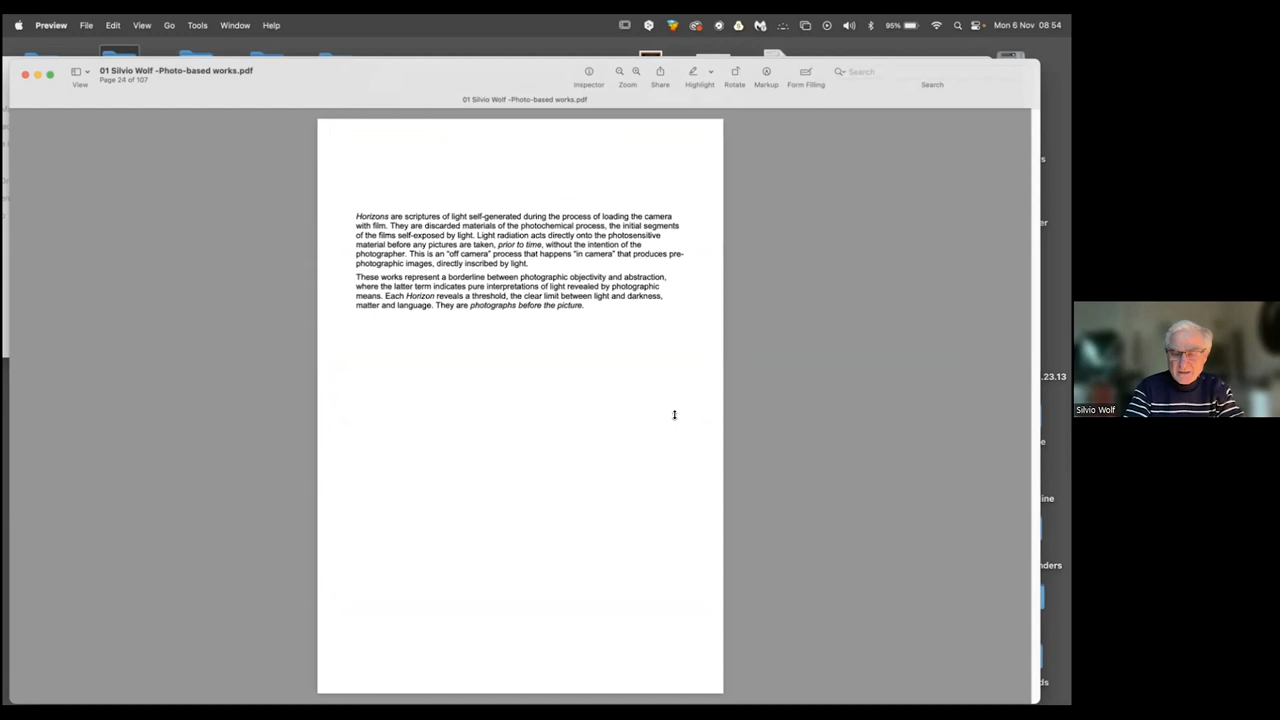 Preview File Edit View Go Tools Window Help
95%
Mon 6 Nov 08 54
01 Silvio Wolf -Photo-based works.pdf
Page 24 of 107
View
Inspector
Zoom
Share
Highlight
Rotate
Markup
Form Filling
Search
Search
01 Silvio Wolf -Photo-based works.pdf
Horizons are scriptures of light self-generated during the process of loading the camera
with film. They are discarded materials of the photochemical process, the initial segments
of the films self-exposed by light. Light radiation acts directly onto the photosensitive
material before any pictures are taken, prior to time, without the intention of the
photographer. This is an "off camera" process that happens "in camera" that produces pre-
photographic images, directly inscribed by light.
These works represent a borderline between photographic objectivity and abstraction,
where the latter term indicates pure interpretations of light revealed by photographic
means. Each Horizon reveals a threshold, the clear limit between light and darkness,
matter and language. They are photographs before the picture.
.23.13
nders
Silvio Wolf